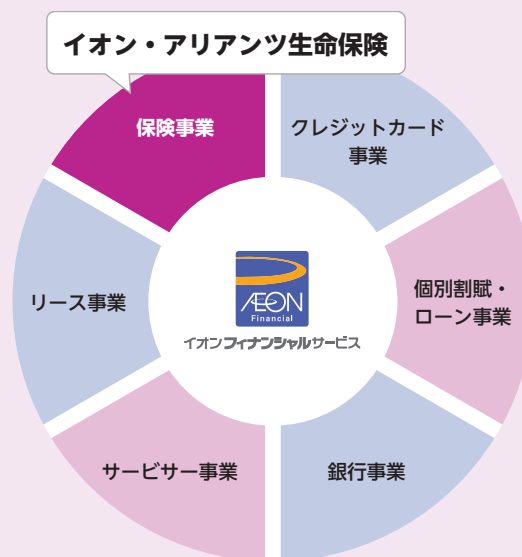 イオン・アリアンツ生命保険
保険事業
クレジットカード
事業
リース事業
個別割賦・
ローン事業
ÆON
Financial
イオンフィナンシャルサービス
サービサー事業
銀行事業